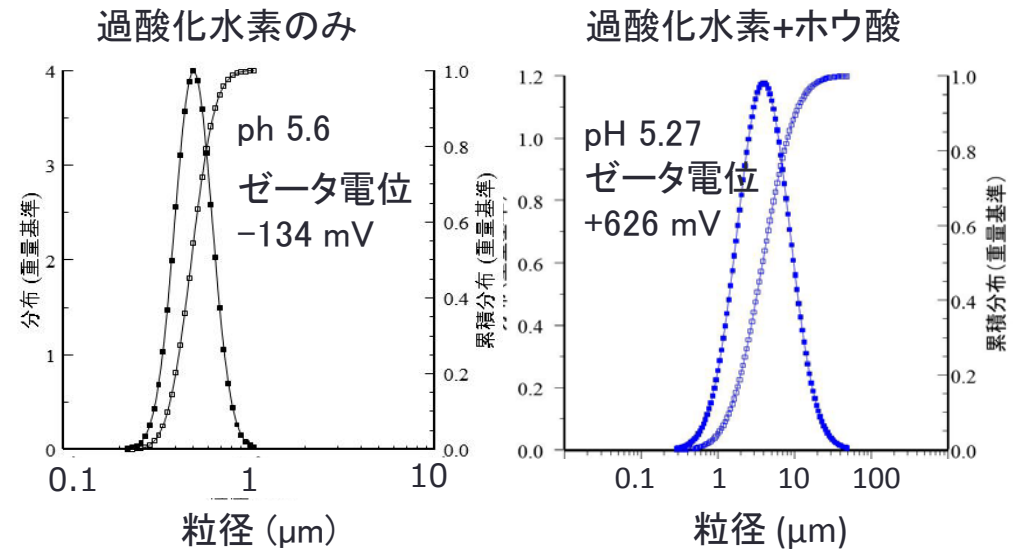 過酸化水素のみ
4
3
2
1
0
分布 (重量基準)
ph 5.6
ゼータ電位
−134 mV
1.0
0.8
0.6
0.4
0.2
0.0
累積分布 (重量基準)
0.1
1
10
粒径 (μm)
過酸化水素+ホウ酸
1.2
1.0
0.8
0.6
0.4
0.2
0.0
pH 5.27
ゼータ電位
+626 mV
1.0
0.8
0.6
0.4
0.2
0.0
累積分布 (重量基準)
0.1
1
10
100
粒径 (μm)